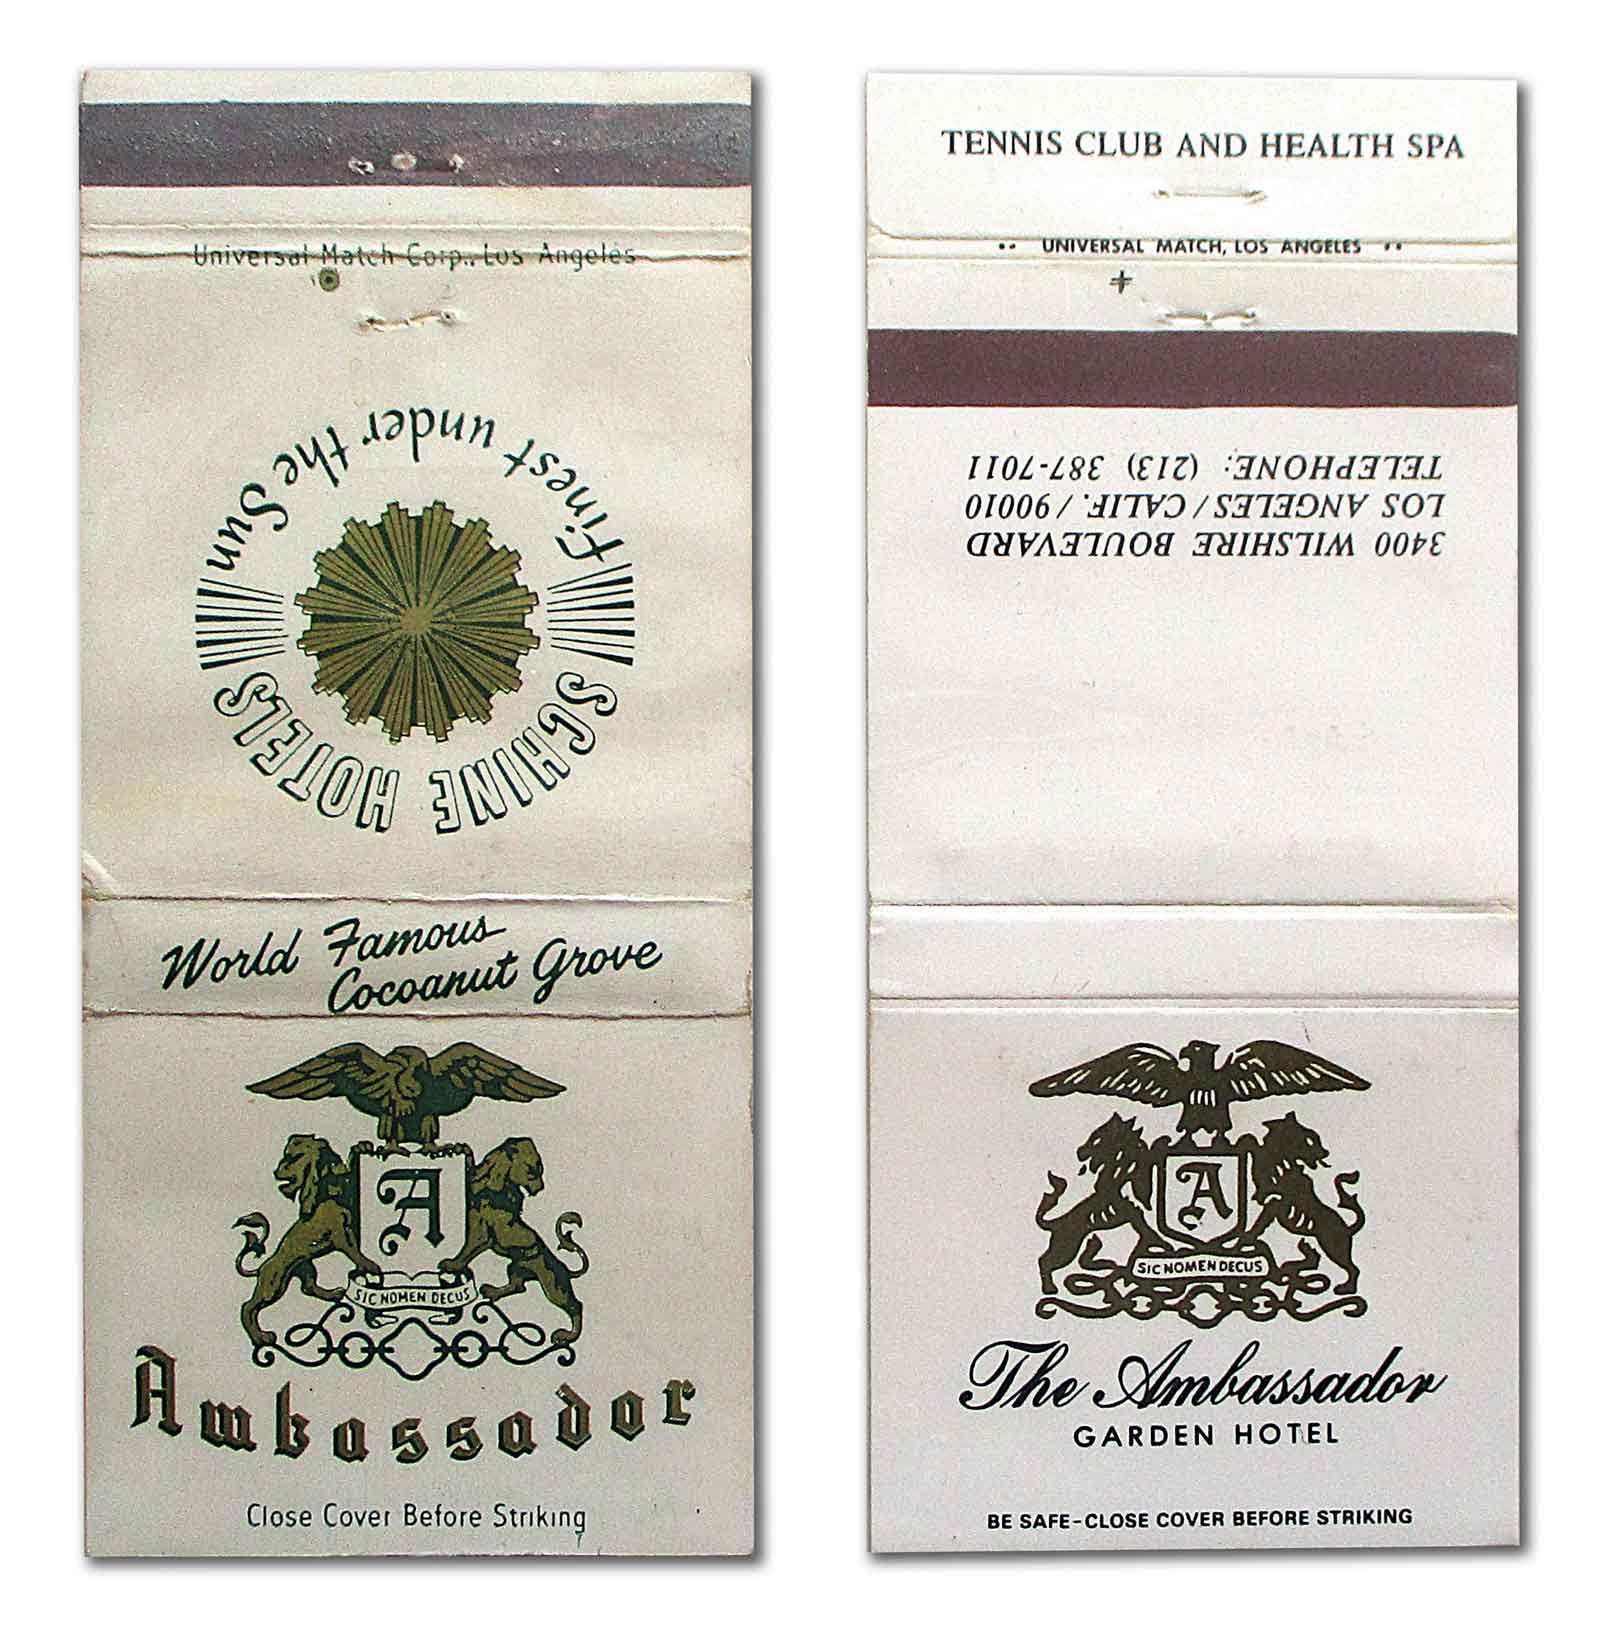 Universal Match Corp., Los Angeles
Finest under the Sun
SCHINE HOTELS
World Famous
Cocoanut Grove
A
SIC NOMEN DECUS
Ambassador
Close Cover Before Striking
TENNIS CLUB AND HEALTH SPA
UNIVERSAL MATCH, LOS ANGELES
3400 WILSHIRE BOULEVARD
LOS ANGELES / CALIF. / 90010
TELEPHONE: (213) 387-7011
A
SIC NOMEN DECUS
The Ambassador
GARDEN HOTEL
BE SAFE-CLOSE COVER BEFORE STRIKING